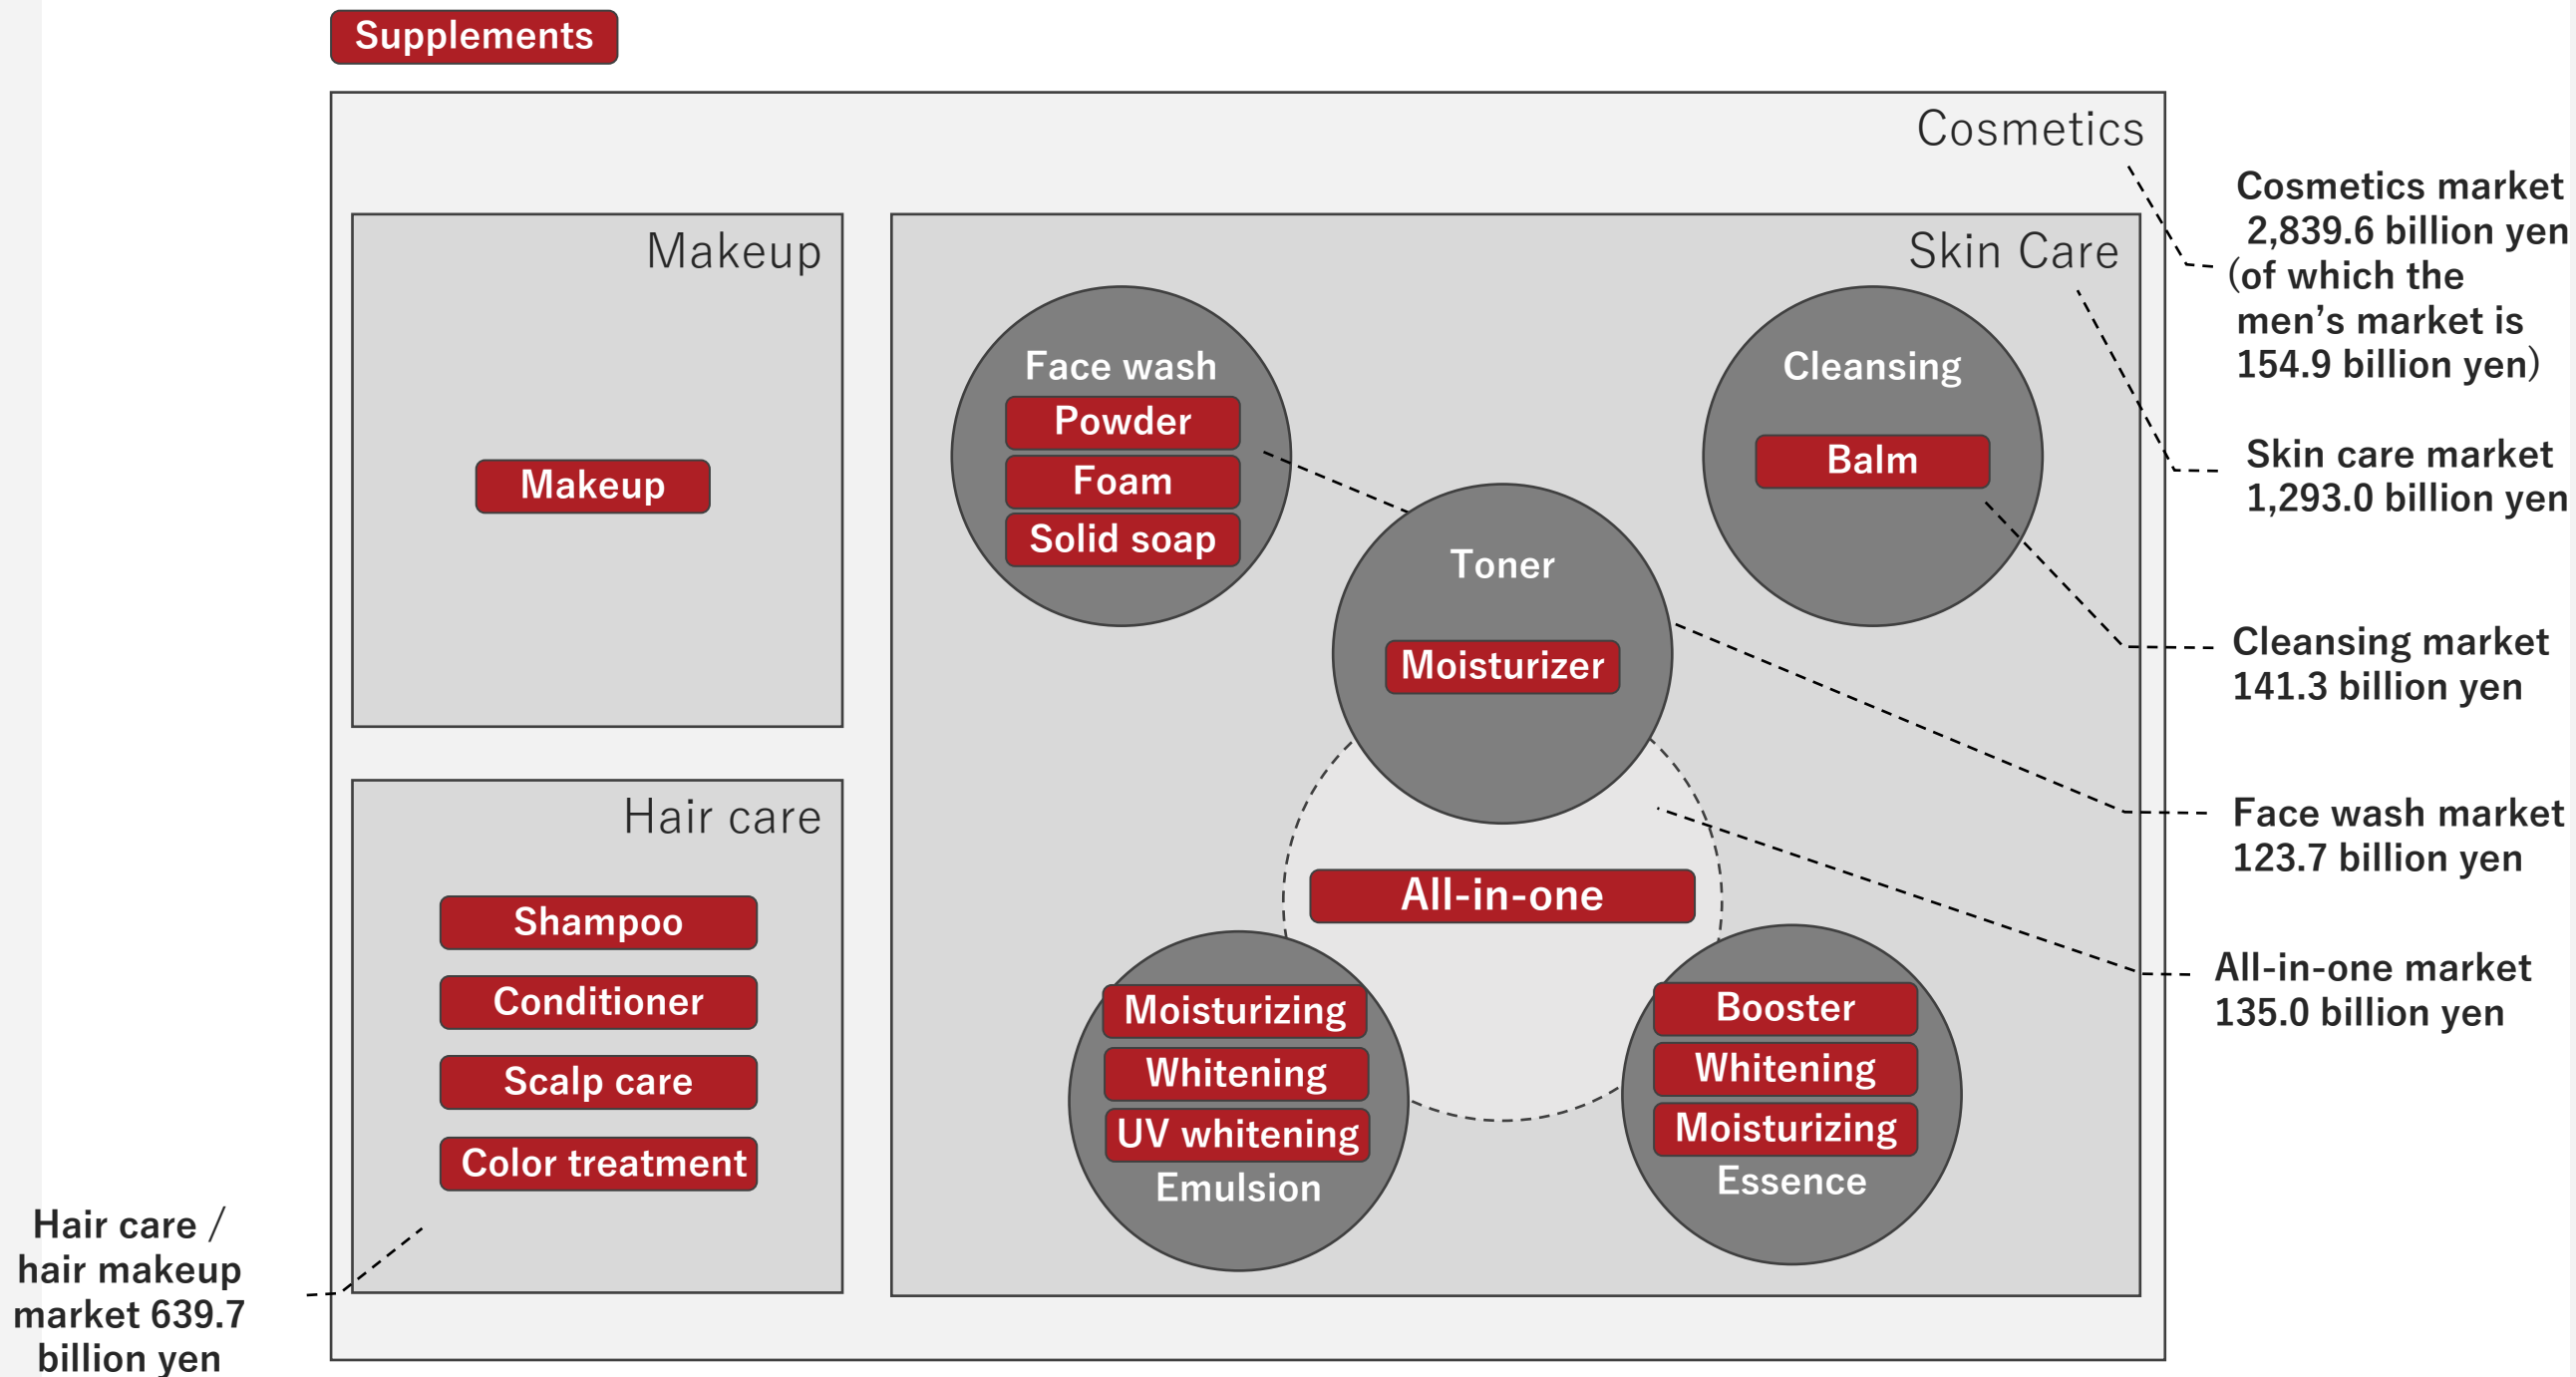 Supplements
Cosmetics
Cosmetics market
2,839.6 billion yen
(of which the
men’s market is
154.9 billion yen)
Makeup
Makeup
Skin Care
Face wash
Powder
Foam
Solid soap
Cleansing
Balm
Skin care market
1,293.0 billion yen
Toner
Moisturizer
Cleansing market
141.3 billion yen
Face wash market
123.7 billion yen
Hair care
Shampoo
Conditioner
Scalp care
Color treatment
All-in-one
All-in-one market
135.0 billion yen
Moisturizing
Whitening
UV whitening
Emulsion
Booster
Whitening
Moisturizing
Essence
Hair care /
hair makeup
market 639.7
billion yen